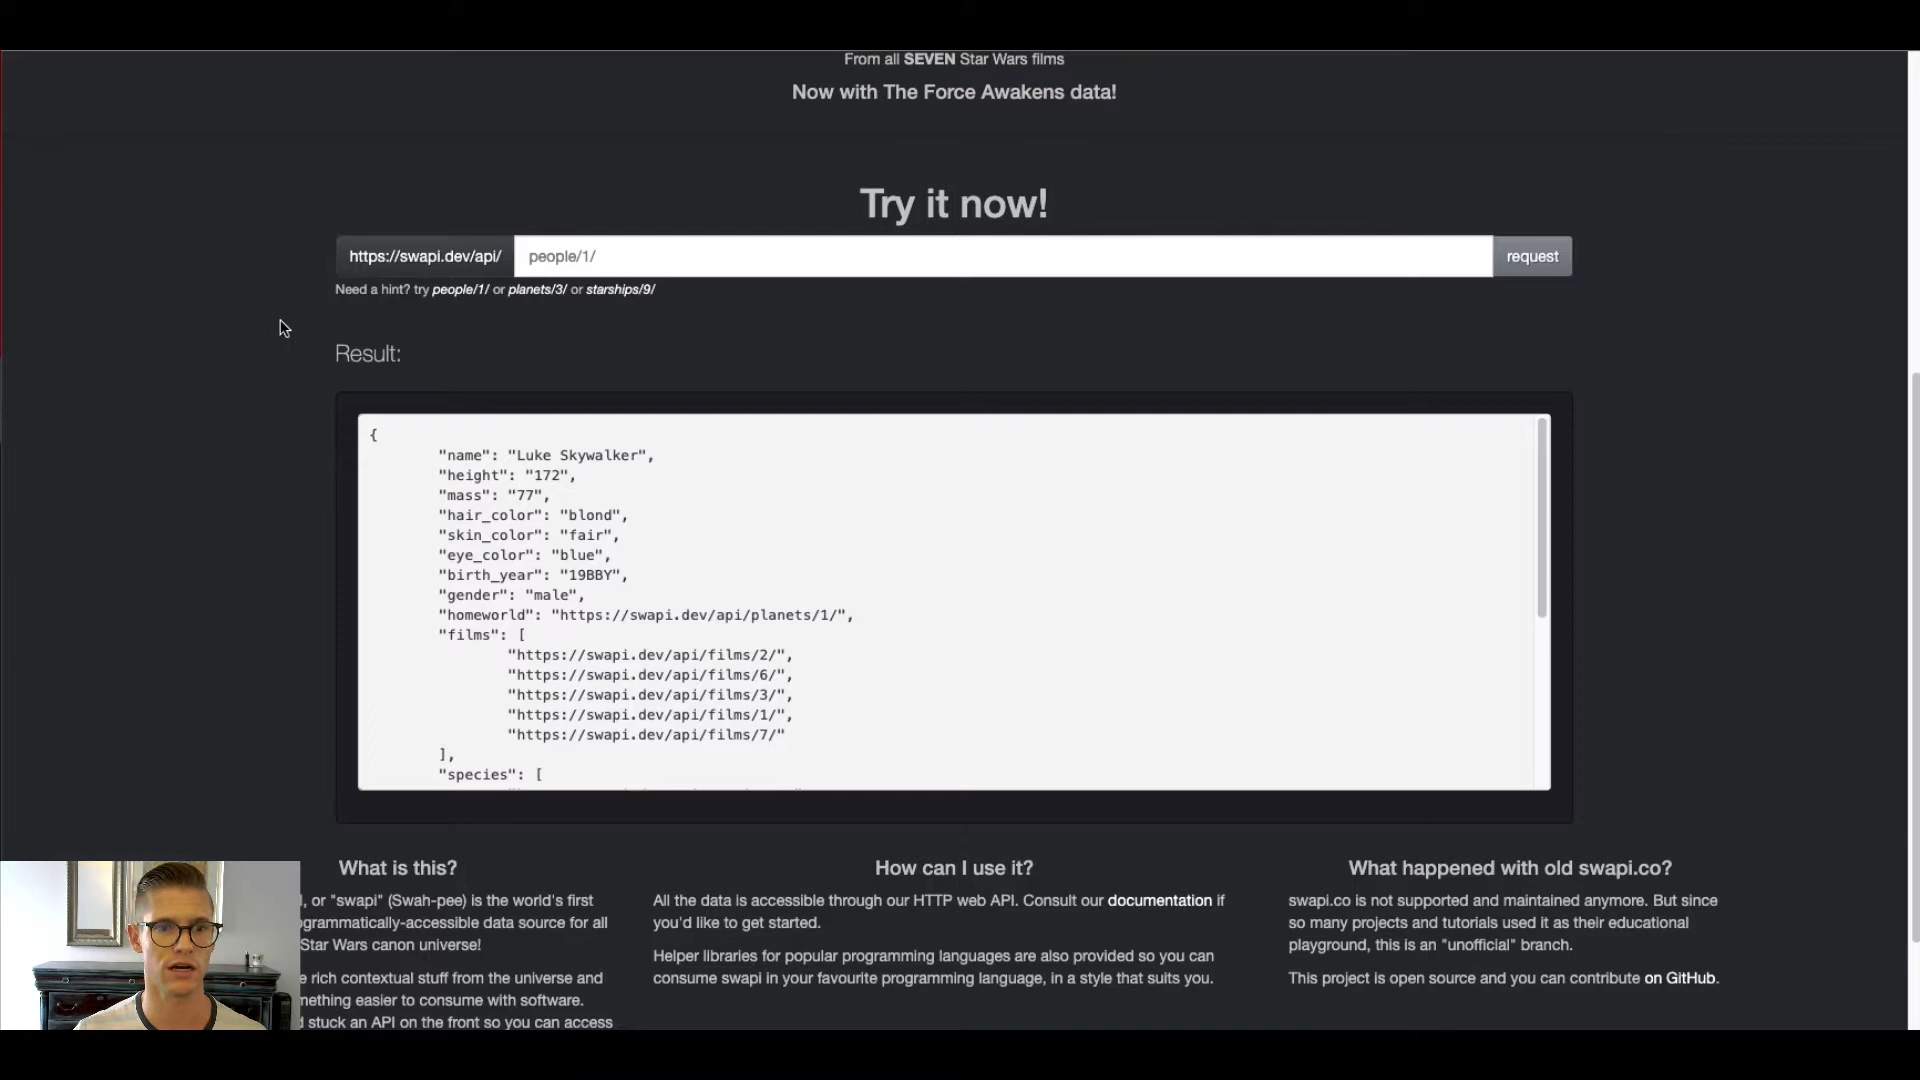 From all SEVEN Star Wars films
Now with The Force Awakens data!
Try it now!
https://swapi.dev/api/ people/1/ request
Need a hint? try people/1/ or planets/3/ or starships/9/
Result:
{
"name": "Luke Skywalker",
"height": "172",
"mass": "77",
"hair_color": "blond",
"skin_color": "fair",
"eye_color": "blue",
"birth_year": "19BBY",
"gender": "male",
"homeworld": "https://swapi.dev/api/planets/1/",
"films": [
"https://swapi.dev/api/films/2/",
"https://swapi.dev/api/films/6/",
"https://swapi.dev/api/films/3/",
"https://swapi.dev/api/films/1/",
"https://swapi.dev/api/films/7/"
],
"species": [
What is this?
, or "swapi" (Swah-pee) is the world's first
ogrammatically-accessible data source for all
Star Wars canon universe!
e rich contextual stuff from the universe and
mething easier to consume with software.
stuck an API on the front so you can access
How can I use it?
All the data is accessible through our HTTP web API. Consult our documentation if
you'd like to get started.
Helper libraries for popular programming languages are also provided so you can
consume swapi in your favourite programming language, in a style that suits you.
What happened with old swapi.co?
swapi.co is not supported and maintained anymore. But since
so many projects and tutorials used it as their educational
playground, this is an "unofficial" branch.
This project is open source and you can contribute on GitHub.